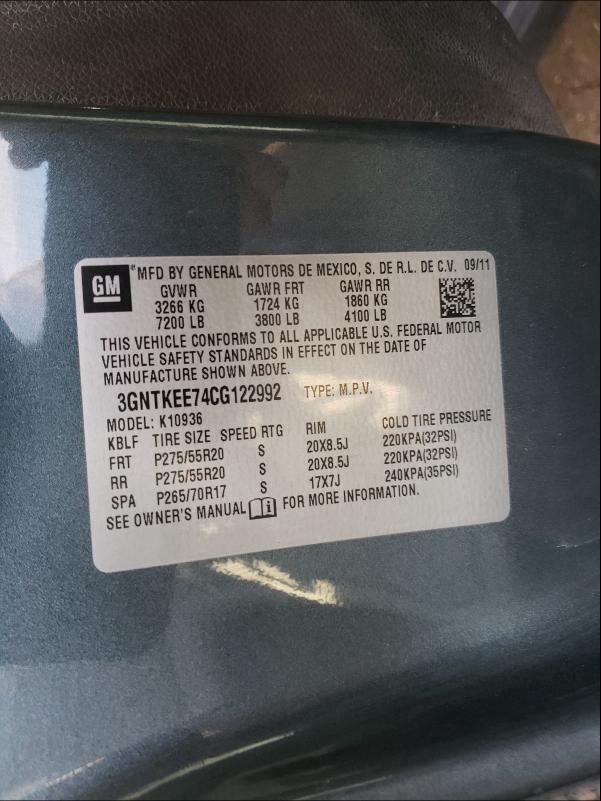 GM
MFD BY GENERAL MOTORS DE MEXICO, S. DE R.L. DE C.V. 09/11
GVWR GAWR FRT GAWR RR
3266 KG 1724 KG 1860 KG
7200 LB 3800 LB 4100 LB
THIS VEHICLE CONFORMS TO ALL APPLICABLE U.S. FEDERAL MOTOR
VEHICLE SAFETY STANDARDS IN EFFECT ON THE DATE OF
MANUFACTURE SHOWN ABOVE.
3GNTKEE74CG122992 TYPE: M.P.V.
MODEL: K10936
KBLF TIRE SIZE SPEED RTG RIM COLD TIRE PRESSURE
FRT P275/55R20 S 20X8.5J 220KPA(32PSI)
RR P275/55R20 S 20X8.5J 220KPA(32PSI)
SPA P265/70R17 S 17X7J 240KPA(35PSI)
SEE OWNER'S MANUAL i FOR MORE INFORMATION.